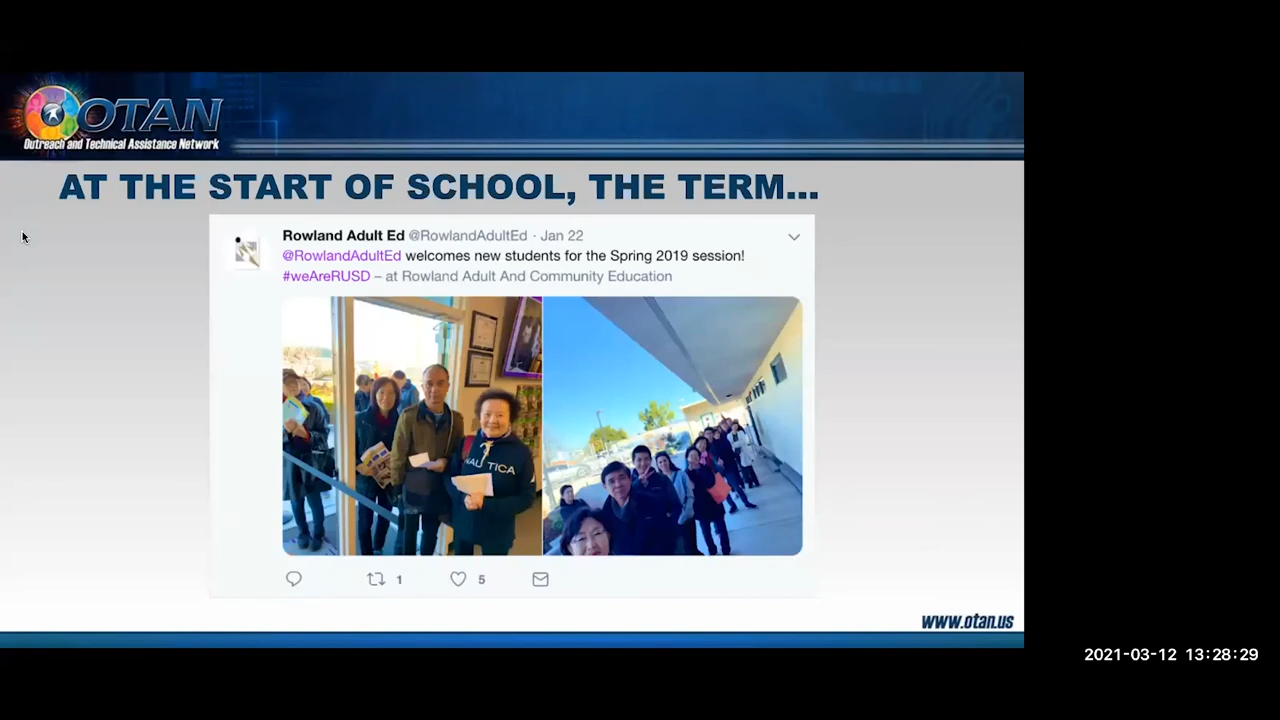 OTAN
Outreach and Technical Assistance Network
AT THE START OF SCHOOL, THE TERM...
Rowland Adult Ed @RowlandAdultEd · Jan 22
@RowlandAdultEd welcomes new students for the Spring 2019 session!
#weAreRUSD – at Rowland Adult And Community Education
NAUTICA
1 5
www.otan.us
2021-03-12 13:28:29